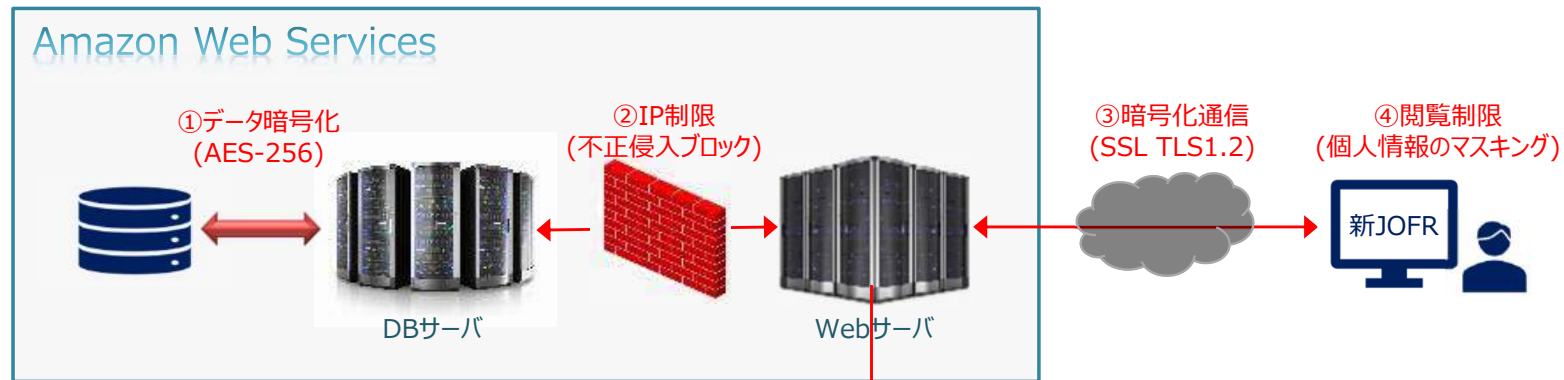 Amazon Web Services
①データ暗号化
(AES-256)
②IP制限
(不正侵入ブロック)
③暗号化通信
(SSL TLS1.2)
④閲覧制限
(個人情報のマスキング)
新JOFR
DBサーバ
Webサーバ